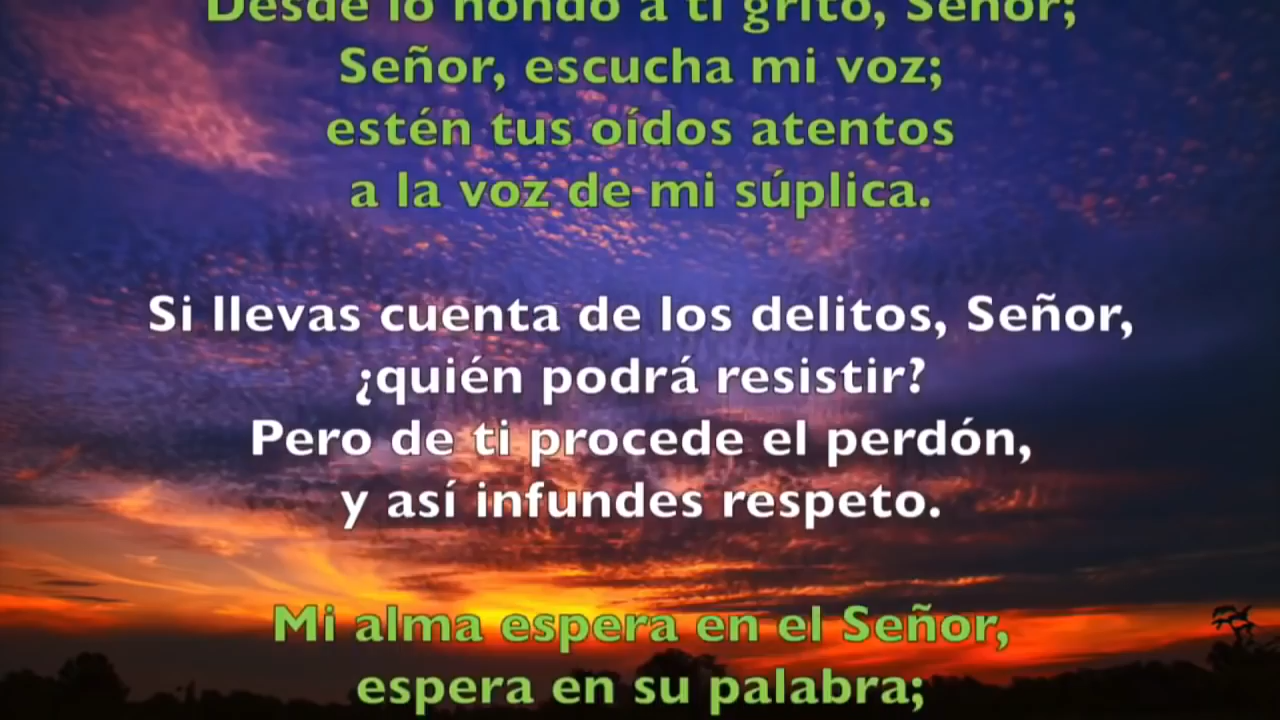 Desde lo hondo a ti grito, Señor;
Señor, escucha mi voz;
estén tus oídos atentos
a la voz de mi súplica.
Si llevas cuenta de los delitos, Señor,
¿quién podrá resistir?
Pero de ti procede el perdón,
y así infundes respeto.
Mi alma espera en el Señor,
espera en su palabra;